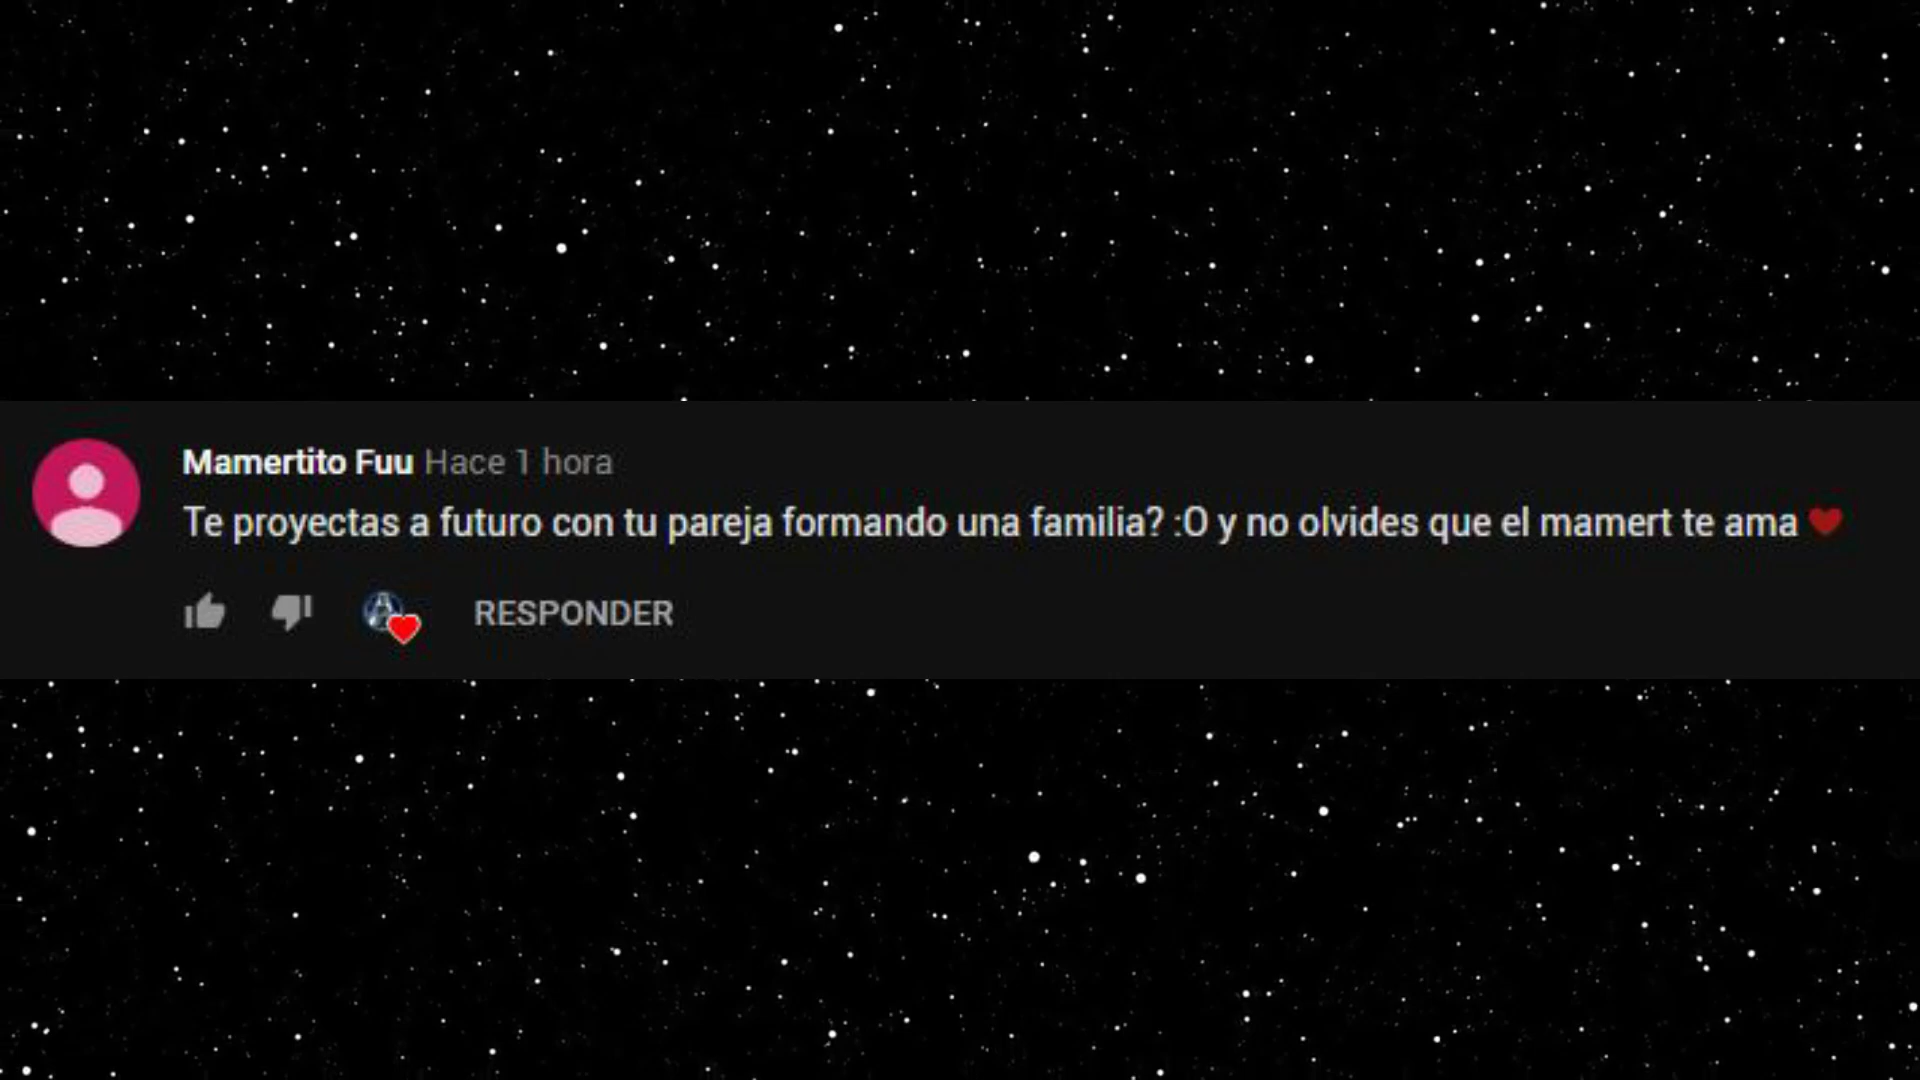 Mamertito Fuu Hace 1 hora
Te proyectas a futuro con tu pareja formando una familia? :O y no olvides que el mamert te ama ❤
RESPONDER